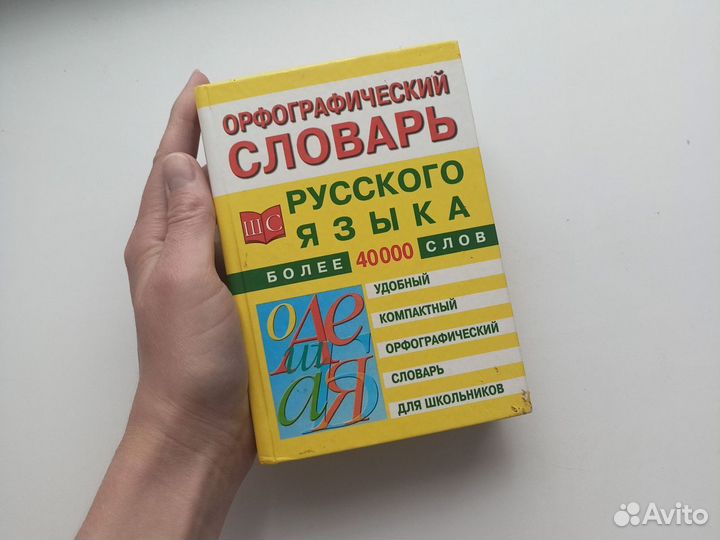 ОРФОГРАФИЧЕСКИЙ
СЛОВАРЬ
ШС
РУССКОГО
ЯЗЫКА
БОЛЕЕ 40000 СЛОВ
УДОБНЫЙ
КОМПАКТНЫЙ
ОРФОГРАФИЧЕСКИЙ
СЛОВАРЬ
ДЛЯ ШКОЛЬНИКОВ
Avito